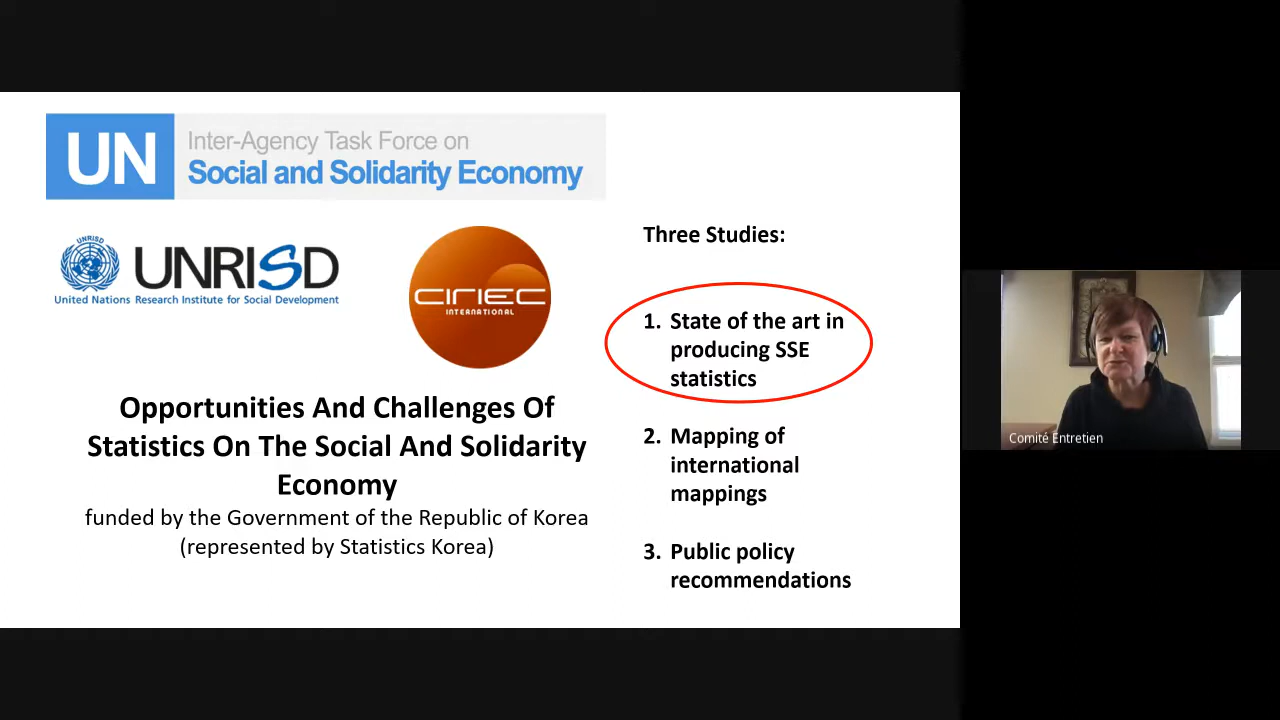 UN
Inter-Agency Task Force on
Social and Solidarity Economy
UNRISD
UNRISD
United Nations Research Institute for Social Development
CIRIEC
INTERNATIONAL
Opportunities And Challenges Of
Statistics On The Social And Solidarity
Economy
funded by the Government of the Republic of Korea
(represented by Statistics Korea)
Three Studies:
1. State of the art in
producing SSE
statistics
2. Mapping of
international
mappings
3. Public policy
recommendations
Comité Entretien